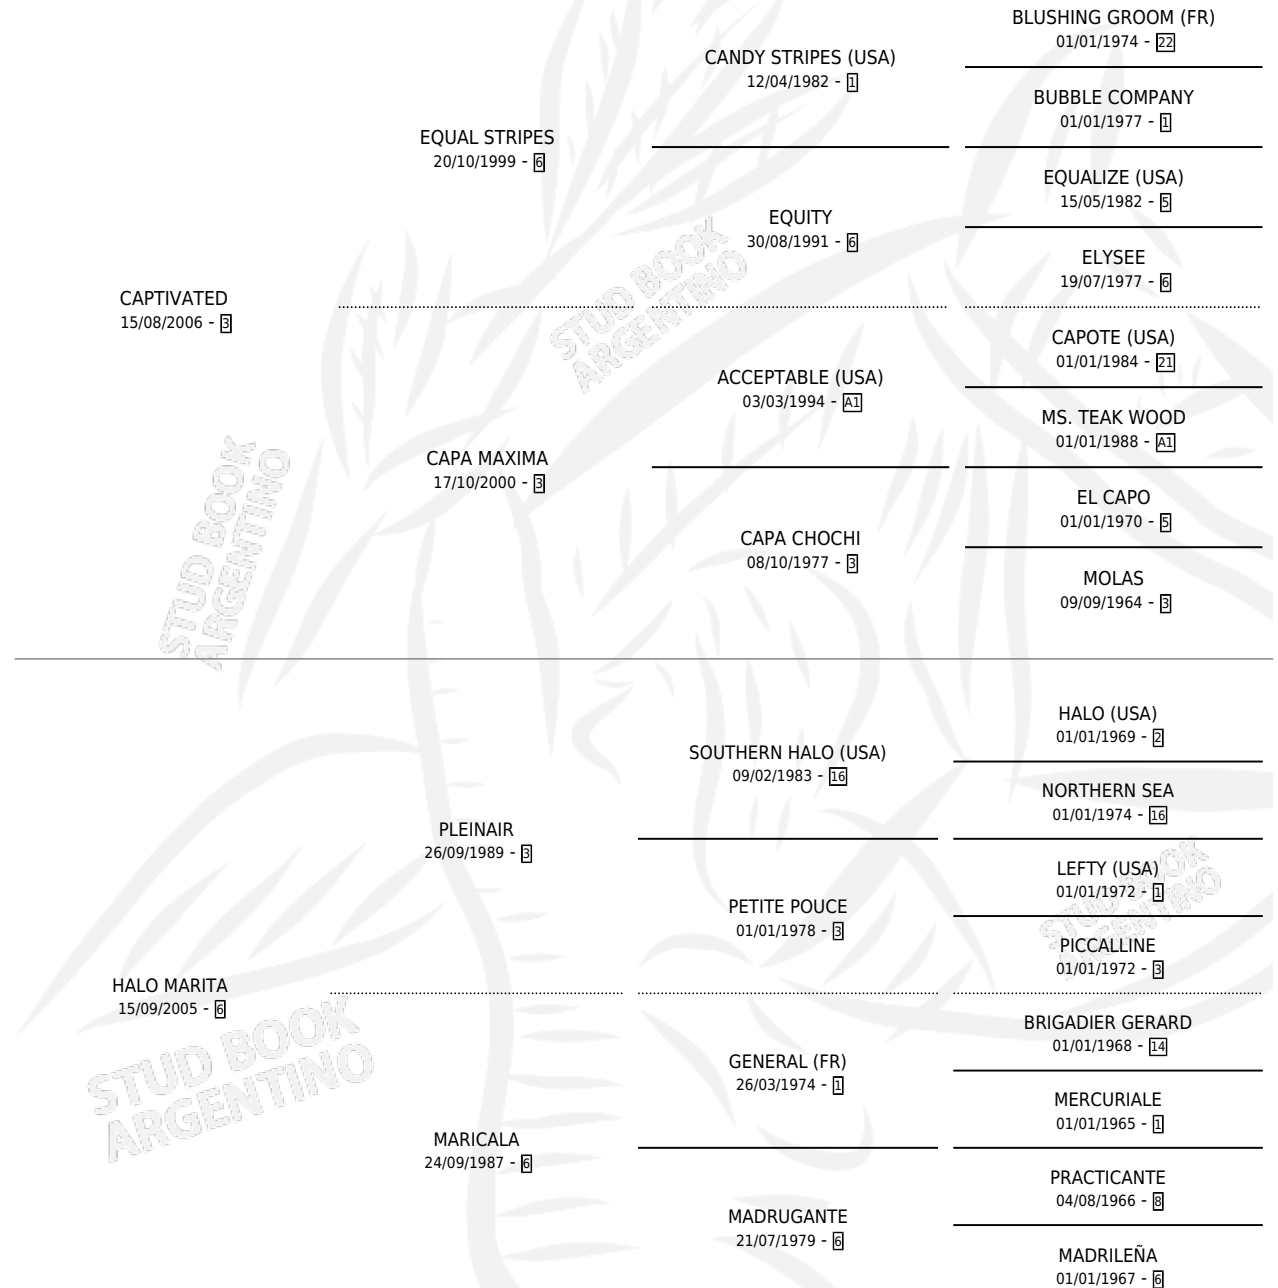 BLUSHING GROOM (FR)
01/01/1974 - 22
CANDY STRIPES (USA)
12/04/1982 - 1
BUBBLE COMPANY
01/01/1977 - 1
EQUAL STRIPES
20/10/1999 - 6
EQUALIZE (USA)
15/05/1982 - 5
EQUITY
30/08/1991 - 6
ELYSEE
19/07/1977 - 6
CAPTIVATED
15/08/2006 - 3
CAPOTE (USA)
01/01/1984 - 21
ACCEPTABLE (USA)
03/03/1994 - A1
MS. TEAK WOOD
01/01/1988 - A1
CAPA MAXIMA
17/10/2000 - 3
EL CAPO
01/01/1970 - 5
CAPA CHOCHI
08/10/1977 - 3
MOLAS
09/09/1964 - 3
HALO (USA)
01/01/1969 - 2
SOUTHERN HALO (USA)
09/02/1983 - 16
NORTHERN SEA
01/01/1974 - 16
PLEINAIR
26/09/1989 - 3
LEFTY (USA)
01/01/1972 - 1
PETITE POUCE
01/01/1978 - 3
PICCALLINE
01/01/1972 - 3
HALO MARITA
15/09/2005 - 6
BRIGADIER GERARD
01/01/1968 - 14
GENERAL (FR)
26/03/1974 - 1
MERCURIALE
01/01/1965 - 1
MARICALA
24/09/1987 - 6
PRACTICANTE
04/08/1966 - 8
MADRUGANTE
21/07/1979 - 6
MADRILEÑA
01/01/1967 - 6
STUD BOOK
ARGENTINO
STUD BOOK
ARGENTINO
STUD BOOK
ARGENTINO
STUD BOOK
ARGENTINO